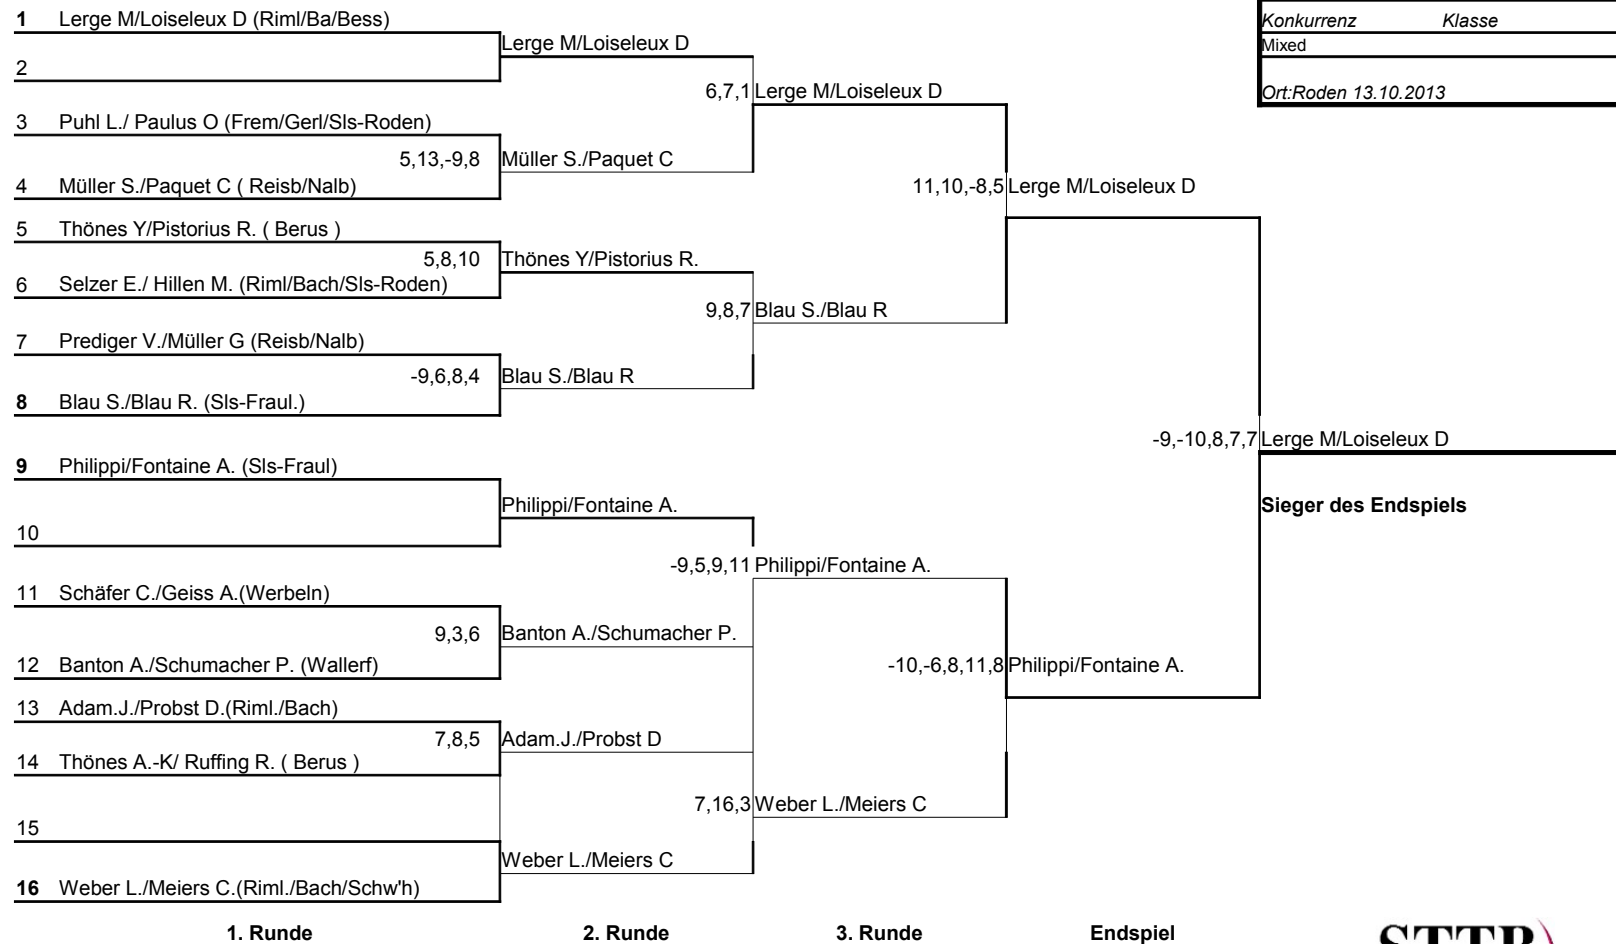 1 Lerge M/Loiseleux D (Riml/Ba/Bess)
Konkurrenz Klasse
Lerge M/Loiseleux D
Mixed
2
6,7,1 Lerge M/Loiseleux D
Ort:Roden 13.10.2013
3 Puhl L./ Paulus O (Frem/Gerl/Sls-Roden)
5,13,-9,8 Müller S./Paquet C
4 Müller S./Paquet C ( Reisb/Nalb)
11,10,-8,5 Lerge M/Loiseleux D
5 Thönes Y/Pistorius R. ( Berus )
5,8,10 Thönes Y/Pistorius R.
6 Selzer E./ Hillen M. (Riml/Bach/Sls-Roden)
9,8,7 Blau S./Blau R
7 Prediger V./Müller G (Reisb/Nalb)
-9,6,8,4 Blau S./Blau R
8 Blau S./Blau R. (Sls-Fraul.)
-9,-10,8,7,7 Lerge M/Loiseleux D
9 Philippi/Fontaine A. (Sls-Fraul)
Philippi/Fontaine A.
Sieger des Endspiels
10
-9,5,9,11 Philippi/Fontaine A.
11 Schäfer C./Geiss A.(Werbeln)
9,3,6 Banton A./Schumacher P.
12 Banton A./Schumacher P. (Wallerf)
-10,-6,8,11,8 Philippi/Fontaine A.
13 Adam.J./Probst D.(Riml./Bach)
7,8,5 Adam.J./Probst D
14 Thönes A.-K/ Ruffing R. ( Berus )
7,16,3 Weber L./Meiers C
15
Weber L./Meiers C
16 Weber L./Meiers C.(Riml./Bach/Schw'h)
1. Runde 2. Runde 3. Runde Endspiel
STTB